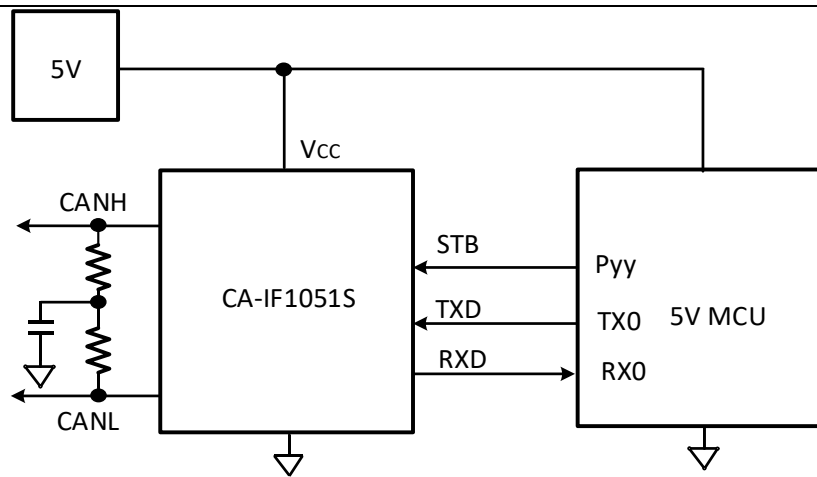 5V
VCC
CANH
STB
Pyy
CA-IF1051S
TXD
TX0
5V MCU
RXD
RX0
CANL